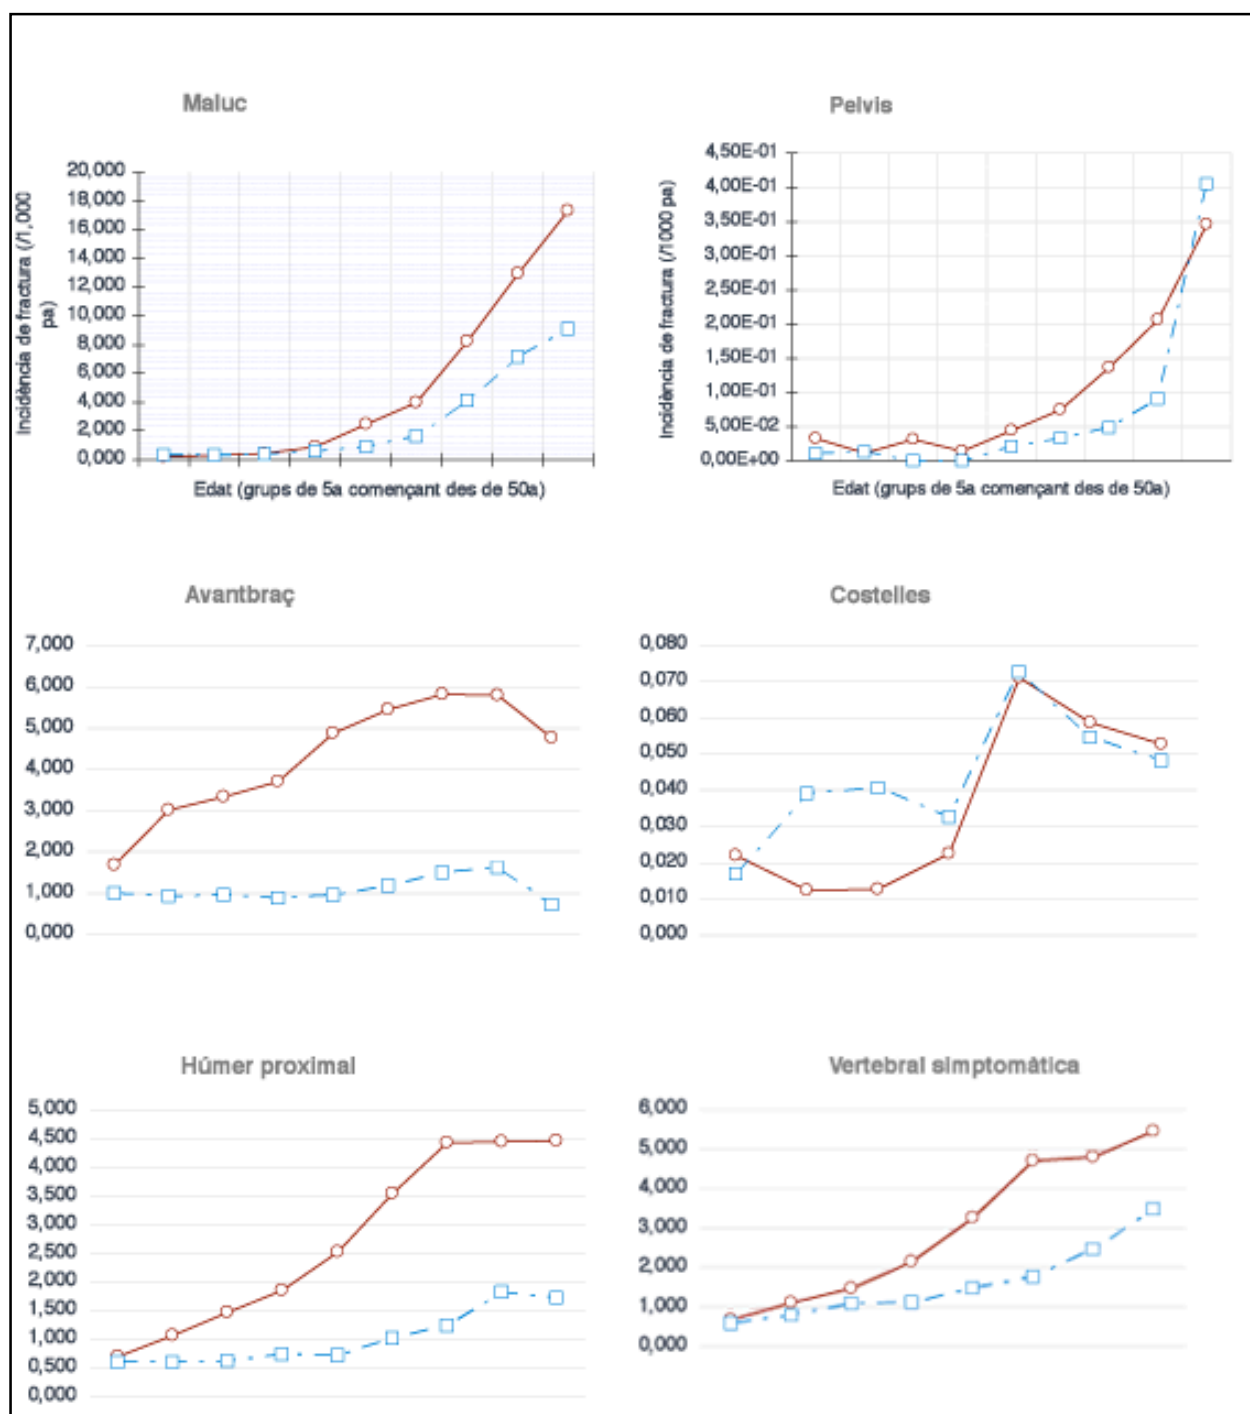 Maluc
Incidència de fractura (/1,000
pa)
20,000
18,000
16,000
14,000
12,000
10,000
8,000
6,000
4,000
2,000
0,000
Edat (grups de 5a començant des de 50a)
Pelvis
Incidència de fractura (/1000 pa)
4,50E-01
4,00E-01
3,50E-01
3,00E-01
2,50E-01
2,00E-01
1,50E-01
1,00E-01
5,00E-02
0,00E+00
Edat (grups de 5a començant des de 50a)
Avantbraç
7,000
6,000
5,000
4,000
3,000
2,000
1,000
0,000
Costelles
0,080
0,070
0,060
0,050
0,040
0,030
0,020
0,010
0,000
Húmer proximal
5,000
4,500
4,000
3,500
3,000
2,500
2,000
1,500
1,000
0,500
0,000
Vertebral simptomàtica
6,000
5,000
4,000
3,000
2,000
1,000
0,000